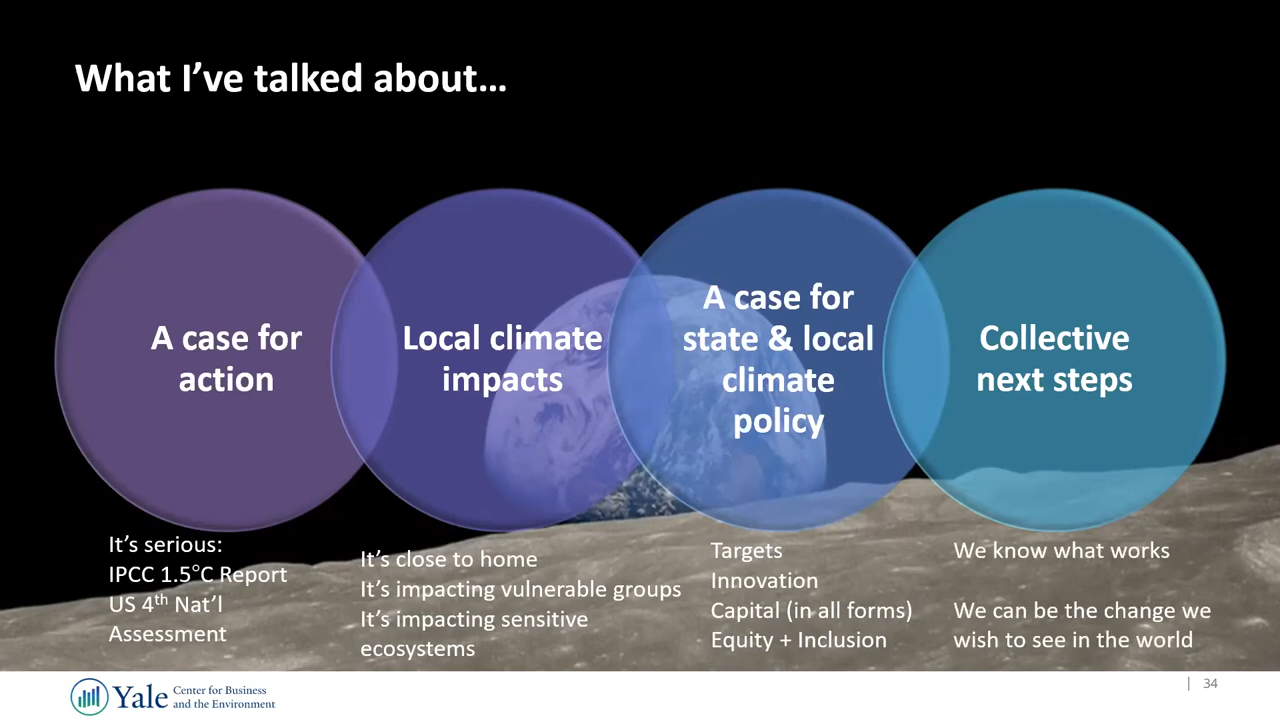 What I’ve talked about…
A case for
action
Local climate
impacts
A case for
state & local
climate
policy
Collective
next steps
It’s serious:
IPCC 1.5°C Report
US 4th Nat’l
Assessment
It’s close to home
It’s impacting vulnerable groups
It’s impacting sensitive
ecosystems
Targets
Innovation
Capital (in all forms)
Equity + Inclusion
We know what works
We can be the change we
wish to see in the world
Yale Center for Business
and the Environment
| 34